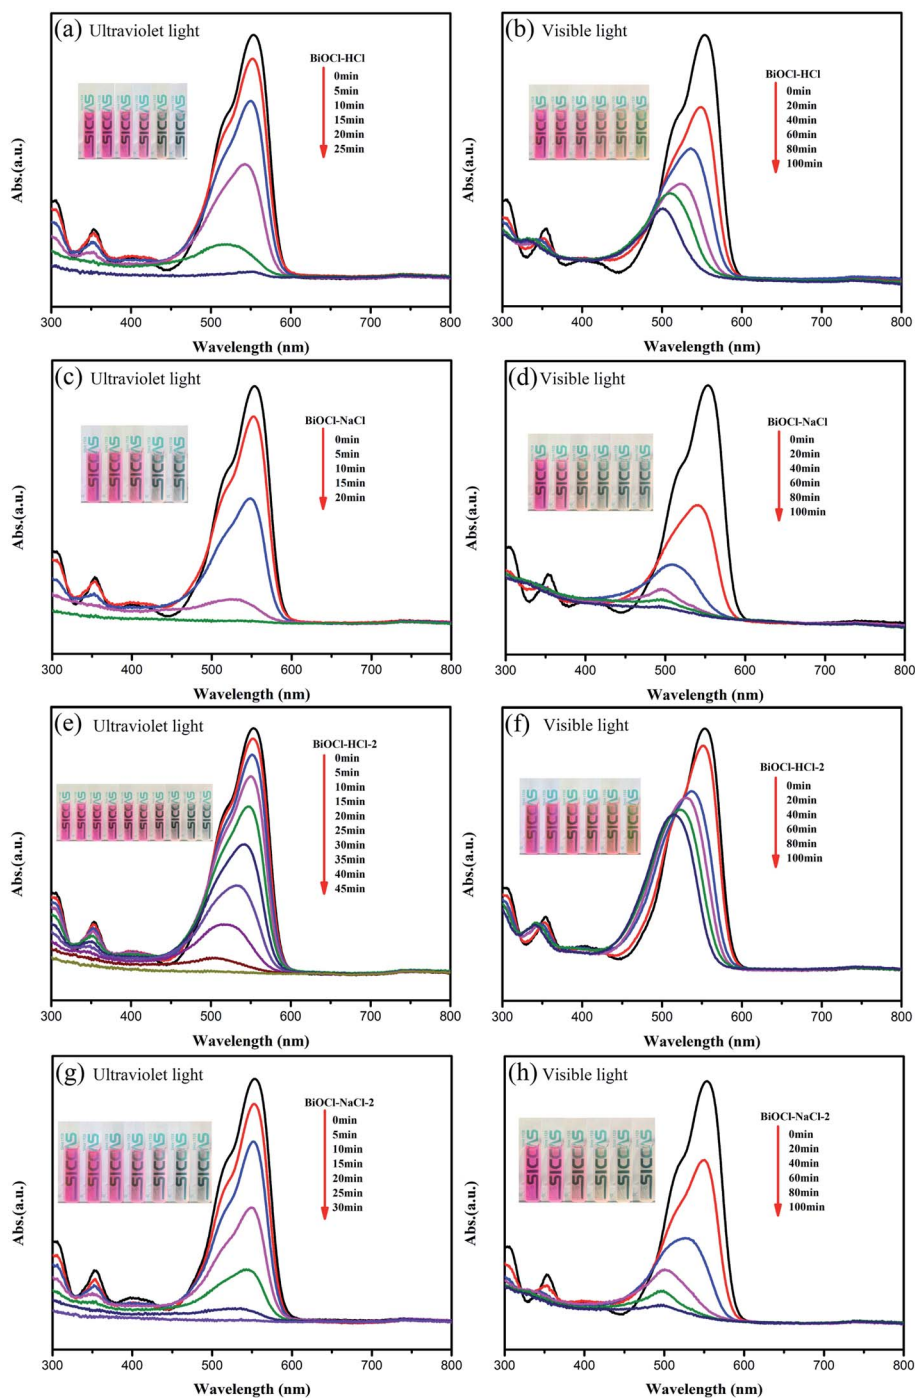 (a) Ultraviolet light
BiOCl-HCl
0min
5min
10min
15min
20min
25min
SICC
SV
Abs.(a.u.)
300 400 500 600 700 800
Wavelength (nm)
(b) Visible light
BiOCl-HCl
0min
20min
40min
60min
80min
100min
Abs.(a.u.)
300 400 500 600 700 800
Wavelength (nm)
(c) Ultraviolet light
BiOCl-NaCl
0min
5min
10min
15min
20min
Abs.(a.u.)
300 400 500 600 700 800
Wavelength (nm)
(d) Visible light
BiOCl-NaCl
0min
20min
40min
60min
80min
100min
Abs.(a.u.)
300 400 500 600 700 800
Wavelength (nm)
(e) Ultraviolet light
BiOCl-HCl-2
0min
5min
10min
15min
20min
25min
30min
35min
40min
45min
Abs.(a.u.)
300 400 500 600 700 800
Wavelength (nm)
(f) Visible light
BiOCl-HCl-2
0min
20min
40min
60min
80min
100min
Abs.(a.u.)
300 400 500 600 700 800
Wavelength (nm)
(g) Ultraviolet light
BiOCl-NaCl-2
0min
5min
10min
15min
20min
25min
30min
Abs.(a.u.)
300 400 500 600 700 800
Wavelength (nm)
(h) Visible light
BiOCl-NaCl-2
0min
20min
40min
60min
80min
100min
Abs.(a.u.)
300 400 500 600 700 800
Wavelength (nm)